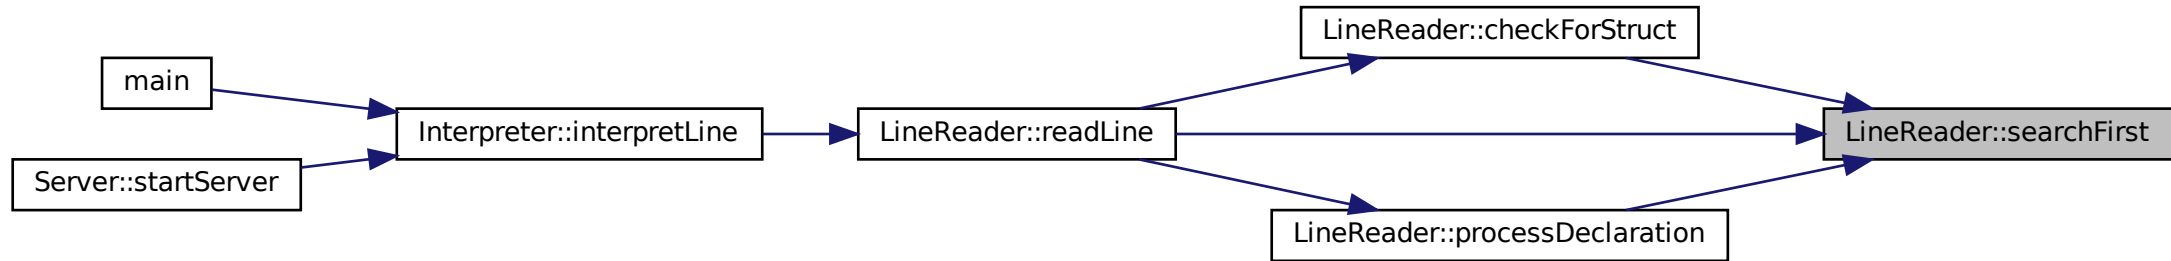 main
Server::startServer
Interpreter::interpretLine
LineReader::readLine
LineReader::checkForStruct
LineReader::processDeclaration
LineReader::searchFirst